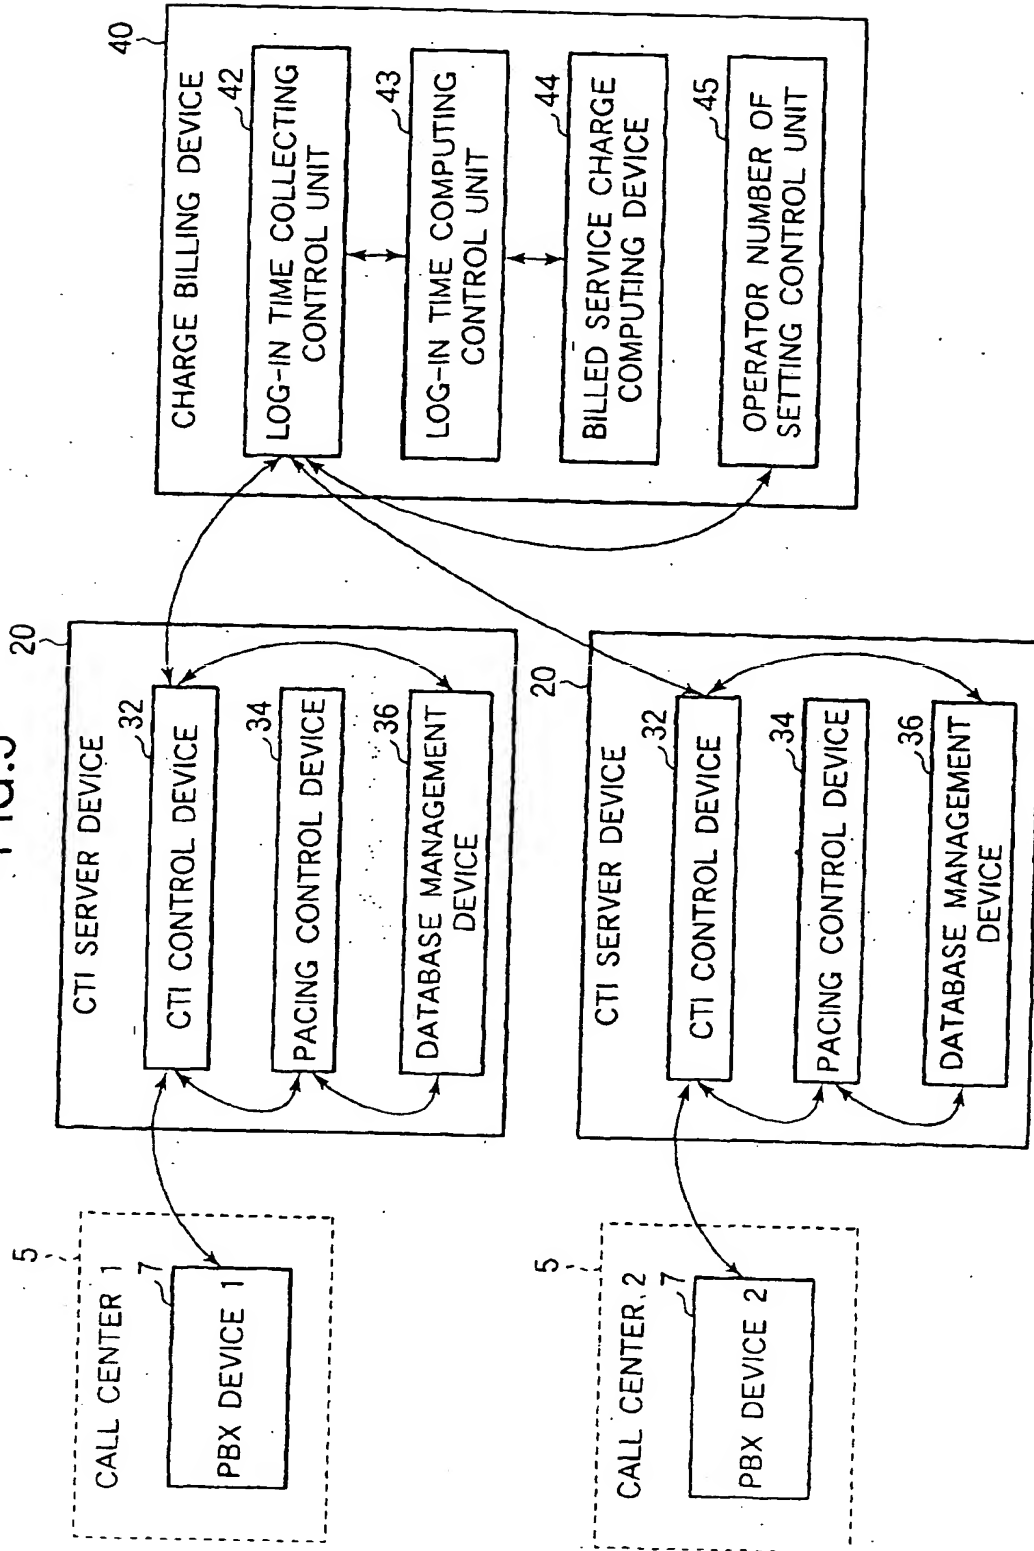 5
CALL CENTER 1
7
PBX DEVICE 1
5
CALL CENTER 2
7
PBX DEVICE 2
20
CTI SERVER DEVICE
32
CTI CONTROL DEVICE
34
PACING CONTROL DEVICE
36
DATABASE MANAGEMENT
DEVICE
20
CTI SERVER DEVICE
32
CTI CONTROL DEVICE
34
PACING CONTROL DEVICE
36
DATABASE MANAGEMENT
DEVICE
40
CHARGE BILLING DEVICE
42
LOG-IN TIME COLLECTING
CONTROL UNIT
43
LOG-IN TIME COMPUTING
CONTROL UNIT
44
BILLED SERVICE CHARGE
COMPUTING DEVICE
45
OPERATOR NUMBER OF
SETTING CONTROL UNIT